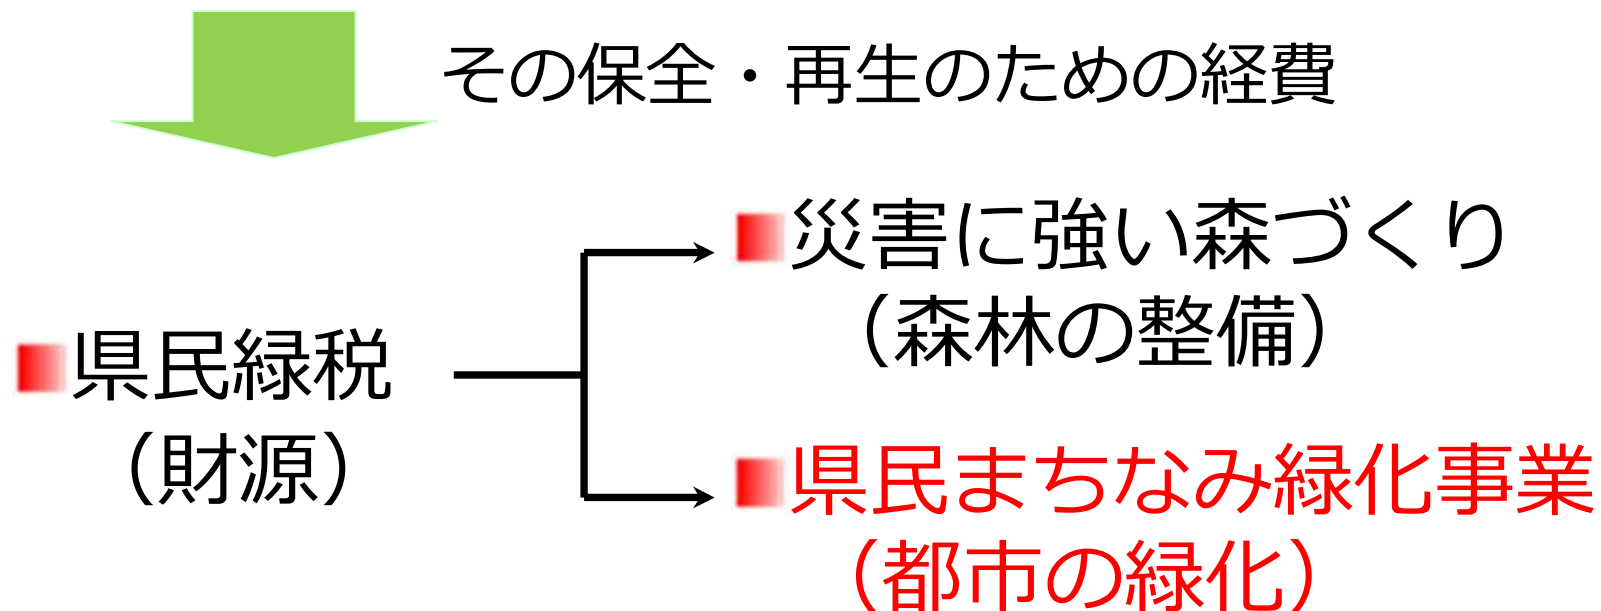 その保全・再生のための経費
災害に強い森づくり
（森林の整備）
県民緑税
（財源）
県民まちなみ緑化事業
（都市の緑化）